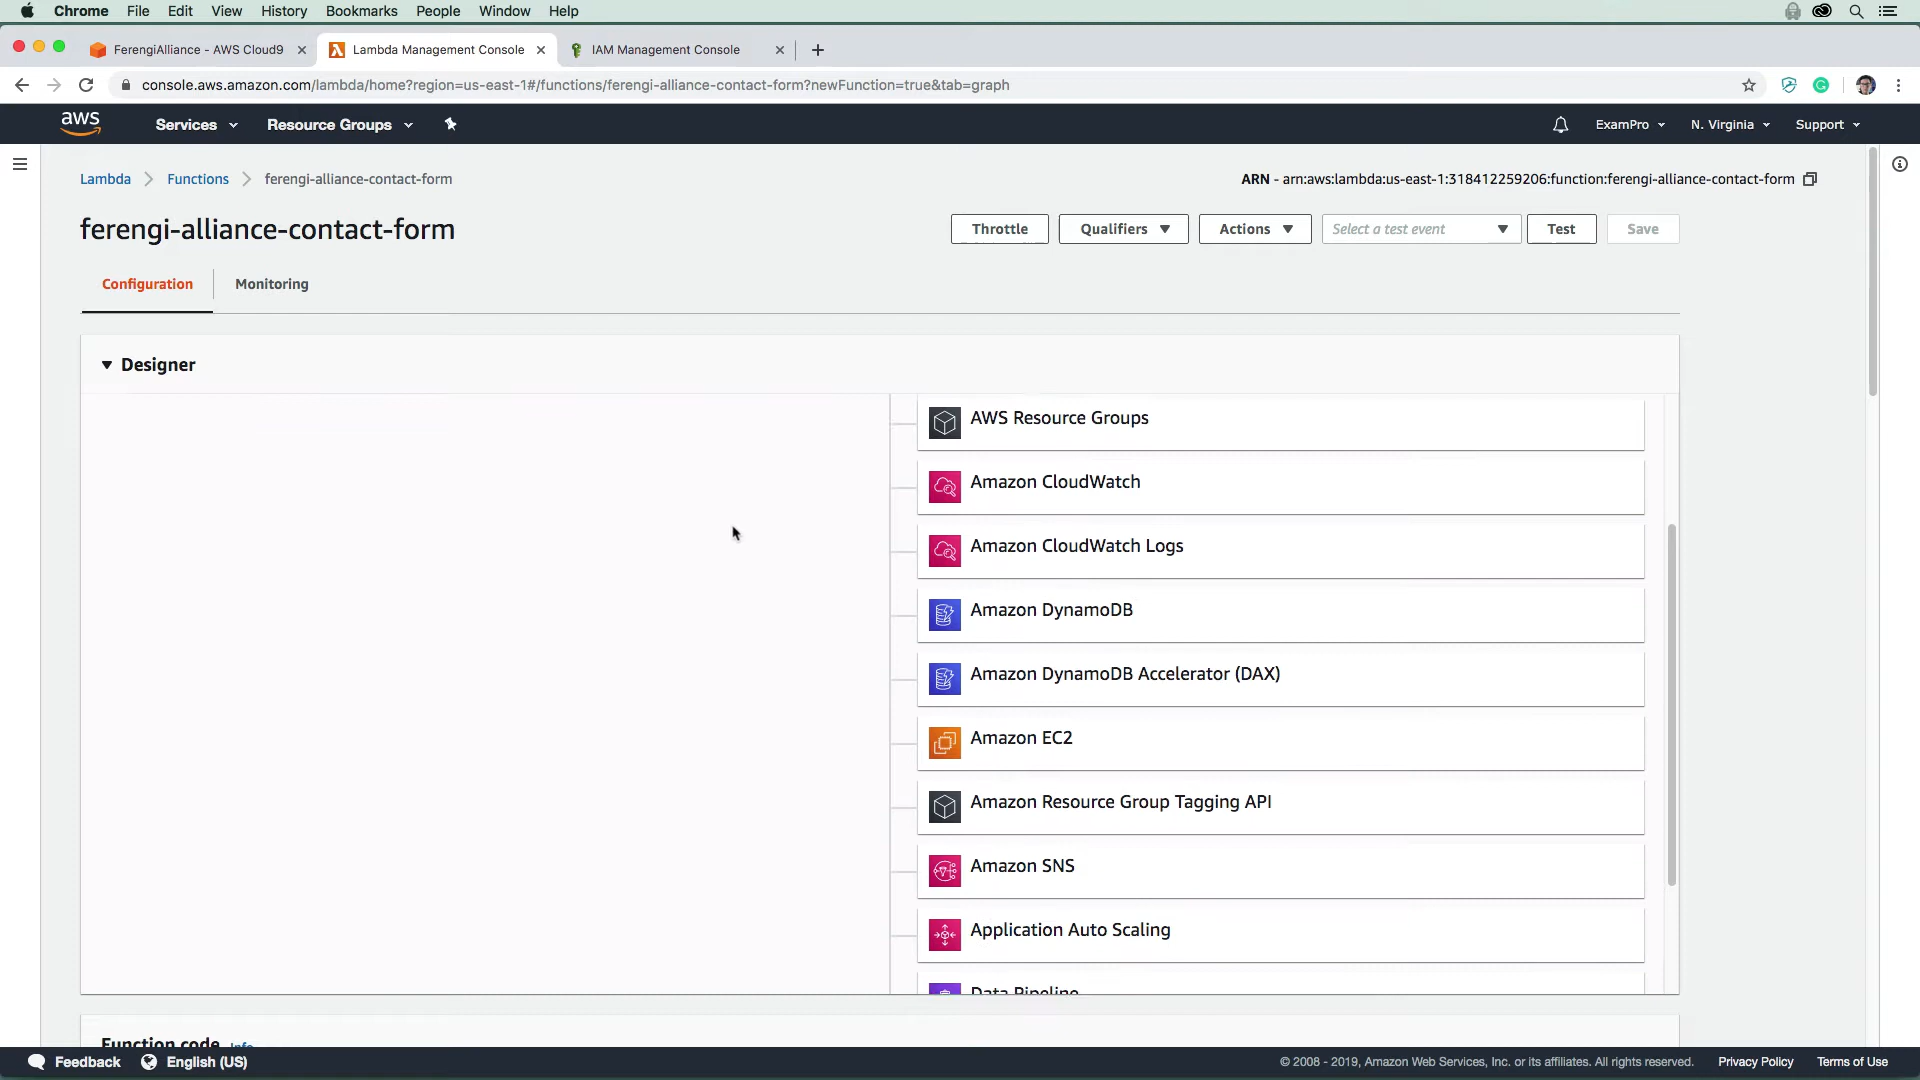 Chrome File Edit View History Bookmarks People Window Help
FerengiAlliance - AWS Cloud9
Lambda Management Console
IAM Management Console
console.aws.amazon.com/lambda/home?region=us-east-1#/functions/ferengi-alliance-contact-form?newFunction=true&tab=graph
aws Services Resource Groups ExamPro N. Virginia Support
Lambda Functions ferengi-alliance-contact-form
ARN - arn:aws:lambda:us-east-1:318412259206:function:ferengi-alliance-contact-form
ferengi-alliance-contact-form
Throttle Qualifiers Actions Select a test event Test Save
Configuration Monitoring
Designer
AWS Resource Groups
Amazon CloudWatch
Amazon CloudWatch Logs
Amazon DynamoDB
Amazon DynamoDB Accelerator (DAX)
Amazon EC2
Amazon Resource Group Tagging API
Amazon SNS
Application Auto Scaling
Data Pipeline
Function code Info
Feedback English (US)
© 2008 - 2019, Amazon Web Services, Inc. or its affiliates. All rights reserved. Privacy Policy Terms of Use